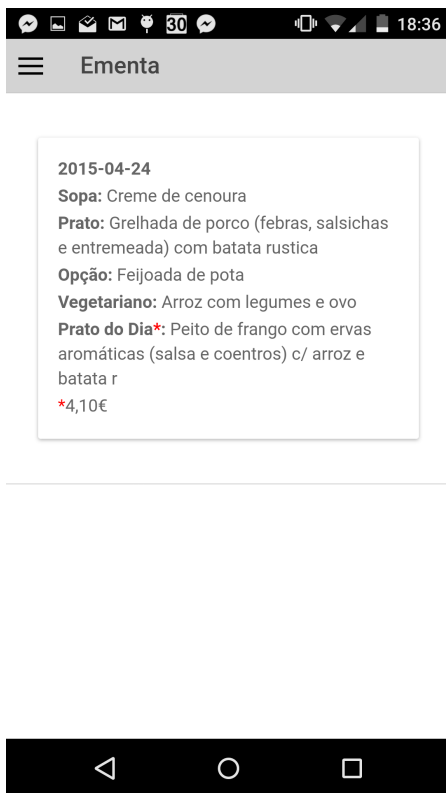 30
18:36
Ementa
2015-04-24
Sopa: Creme de cenoura
Prato: Grelhada de porco (febras, salsichas
e entremeada) com batata rustica
Opção: Feijoada de pota
Vegetariano: Arroz com legumes e ovo
Prato do Dia*: Peito de frango com ervas
aromáticas (salsa e coentros) c/ arroz e
batata r
*4,10€